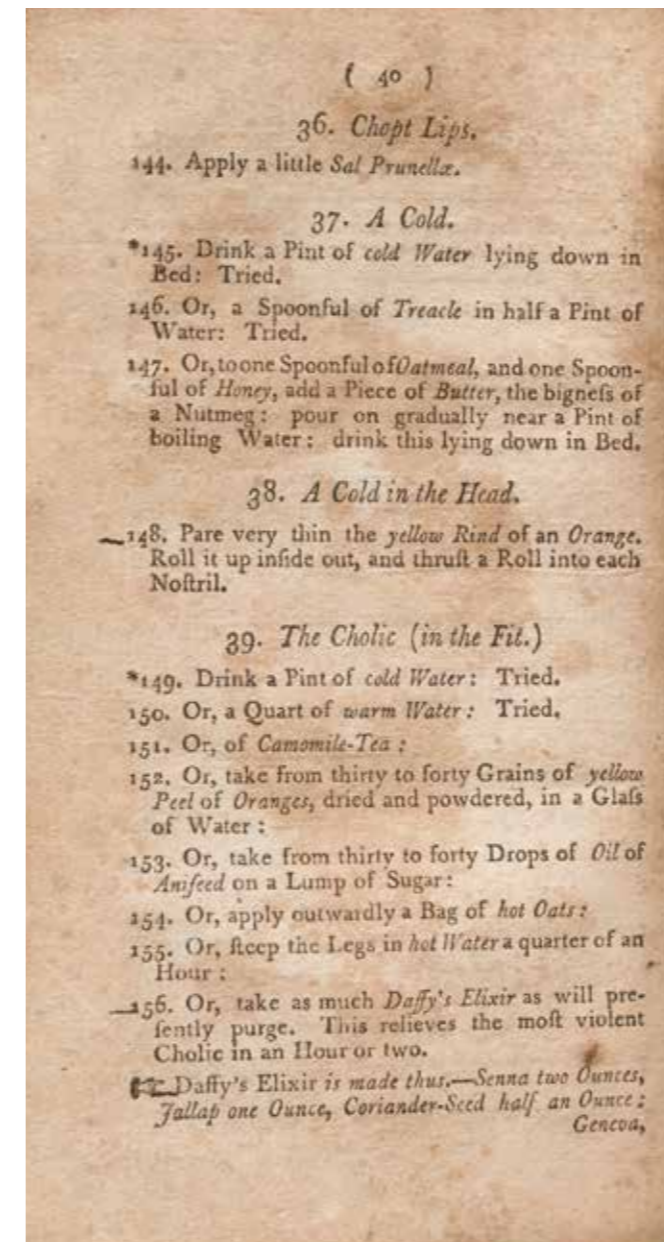 ( 40 )
36. Chopt Lips.
144. Apply a little Sal Prunellæ.
37. A Cold.
*145. Drink a Pint of cold Water lying down in
Bed: Tried.
146. Or, a Spoonful of Treacle in half a Pint of
Water: Tried.
147. Or, to one Spoonful of Oatmeal, and one Spoon-
ful of Honey, add a Piece of Butter, the bigneſs of
a Nutmeg: pour on gradually near a Pint of
boiling Water: drink this lying down in Bed.
38. A Cold in the Head.
148. Pare very thin the yellow Rind of an Orange.
Roll it up inſide out, and thruſt a Roll into each
Noſtril.
39. The Cholic (in the Fit.)
*149. Drink a Pint of cold Water: Tried.
150. Or, a Quart of warm Water: Tried.
151. Or, of Camomile-Tea:
152. Or, take from thirty to forty Grains of yellow
Peel of Oranges, dried and powdered, in a Glaſs
of Water:
153. Or, take from thirty to forty Drops of Oil of
Aniſeed on a Lump of Sugar:
154. Or, apply outwardly a Bag of hot Oats:
155. Or, ſteep the Legs in hot Water a quarter of an
Hour:
156. Or, take as much Daffy's Elixir as will pre-
ſently purge. This relieves the moſt violent
Cholic in an Hour or two.
☞ Daffy's Elixir is made thus.—Senna two Ounces,
Jallap one Ounce, Coriander-Seed half an Ounce:
Gencoa,